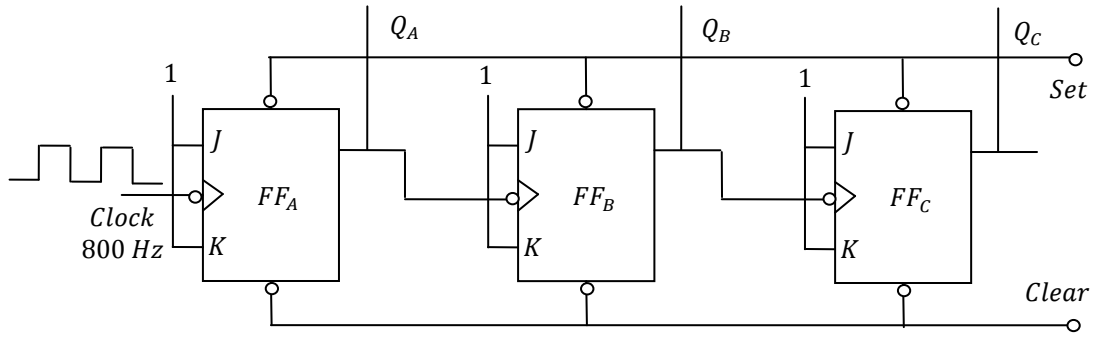 Q_A
Q_B
Q_C
1
1
1
Set
J
J
J
FF_A
FF_B
FF_C
Clock
800 Hz
K
K
K
Clear